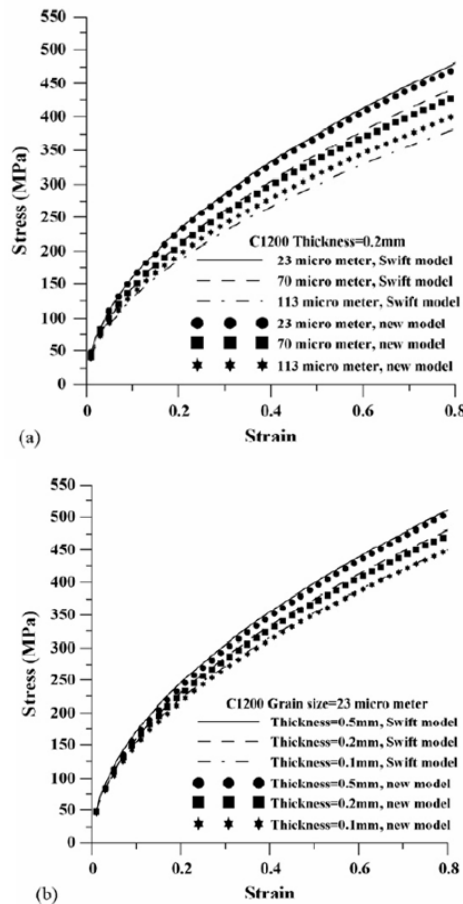 550
500
450
400
350
300
250
200
150
100
50
0
Stress (MPa)
C1200 Thickness=0.2mm
23 micro meter, Swift model
70 micro meter, Swift model
113 micro meter, Swift model
23 micro meter, new model
70 micro meter, new model
113 micro meter, new model
0 0.2 0.4 0.6 0.8
(a) Strain
550
500
450
400
350
300
250
200
150
100
50
0
Stress (MPa)
C1200 Grain size=23 micro meter
Thickness=0.5mm, Swift model
Thickness=0.2mm, Swift model
Thickness=0.1mm, Swift model
Thickness=0.5mm, new model
Thickness=0.2mm, new model
Thickness=0.1mm, new model
0 0.2 0.4 0.6 0.8
(b) Strain